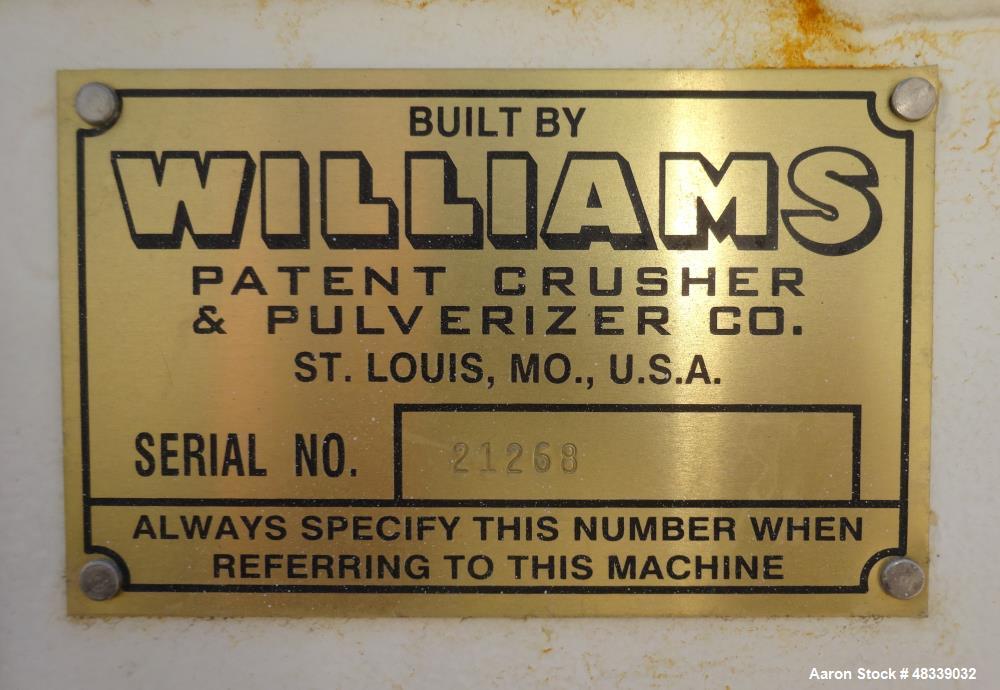 BUILT BY
WILLIAMS
PATENT CRUSHER
& PULVERIZER CO.
ST. LOUIS, MO., U.S.A.
SERIAL NO. 21268
ALWAYS SPECIFY THIS NUMBER WHEN
REFERRING TO THIS MACHINE
Aaron Stock # 48339032